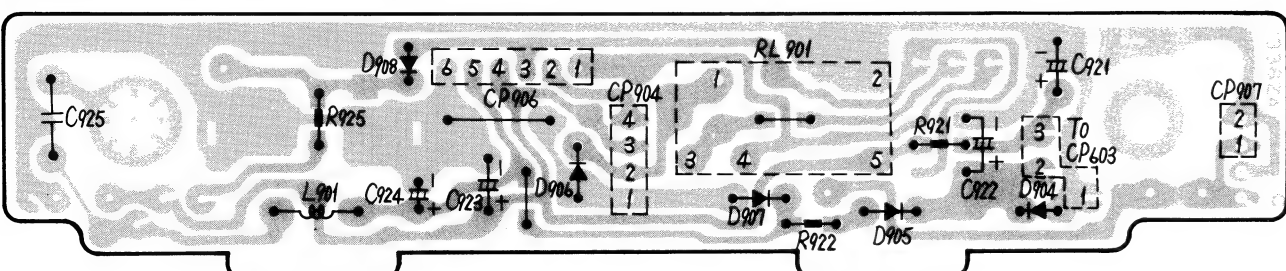 C925
R925
D908
6 5 4 3 2 1
CP906
CP904
4
3
2
1
RL901
1 2
3 4 5
C921
R921
C922
3
2
1
TO
CP603
D904
CP907
2
1
L901
C924
C923
D906
D907
R922
D905
- +
+
+
+